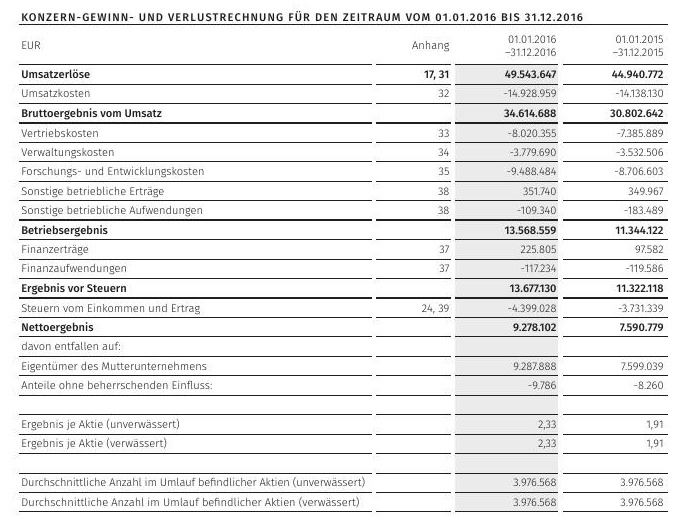 KONZERN-GEWINN- UND VERLUSTRECHNUNG FÜR DEN ZEITRAUM VOM 01.01.2016 BIS 31.12.2016
EUR Anhang 01.01.2016 –31.12.2016 01.01.2015 –31.12.2015
Umsatzerlöse 17, 31 49.543.647 44.940.772
Umsatzkosten 32 -14.928.959 -14.138.130
Bruttoergebnis vom Umsatz 34.614.688 30.802.642
Vertriebskosten 33 -8.020.355 -7.385.889
Verwaltungskosten 34 -3.779.690 -3.532.506
Forschungs- und Entwicklungskosten 35 -9.488.484 -8.706.603
Sonstige betriebliche Erträge 38 351.740 349.967
Sonstige betriebliche Aufwendungen 38 -109.340 -183.489
Betriebsergebnis 13.568.559 11.344.122
Finanzerträge 37 225.805 97.582
Finanzaufwendungen 37 -117.234 -119.586
Ergebnis vor Steuern 13.677.130 11.322.118
Steuern vom Einkommen und Ertrag 24, 39 -4.399.028 -3.731.339
Nettoergebnis 9.278.102 7.590.779
davon entfallen auf:
Eigentümer des Mutterunternehmens 9.287.888 7.599.039
Anteile ohne beherrschenden Einfluss: -9.786 -8.260
Ergebnis je Aktie (unverwässert) 2,33 1,91
Ergebnis je Aktie (verwässert) 2,33 1,91
Durchschnittliche Anzahl im Umlauf befindlicher Aktien (unverwässert) 3.976.568 3.976.568
Durchschnittliche Anzahl im Umlauf befindlicher Aktien (verwässert) 3.976.568 3.976.568